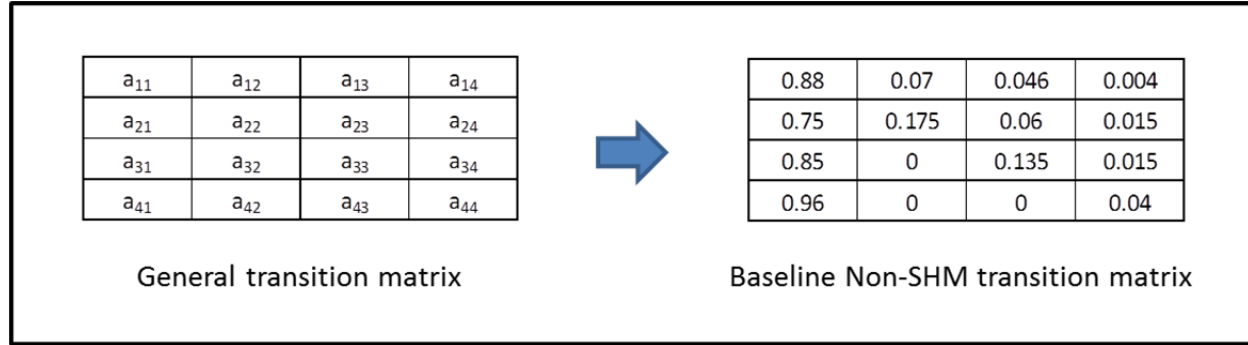 a₁₁ a₁₂ a₁₃ a₁₄
a₂₁ a₂₂ a₂₃ a₂₄
a₃₁ a₃₂ a₃₃ a₃₄
a₄₁ a₄₂ a₄₃ a₄₄
General transition matrix
0.88 0.07 0.046 0.004
0.75 0.175 0.06 0.015
0.85 0 0.135 0.015
0.96 0 0 0.04
Baseline Non-SHM transition matrix